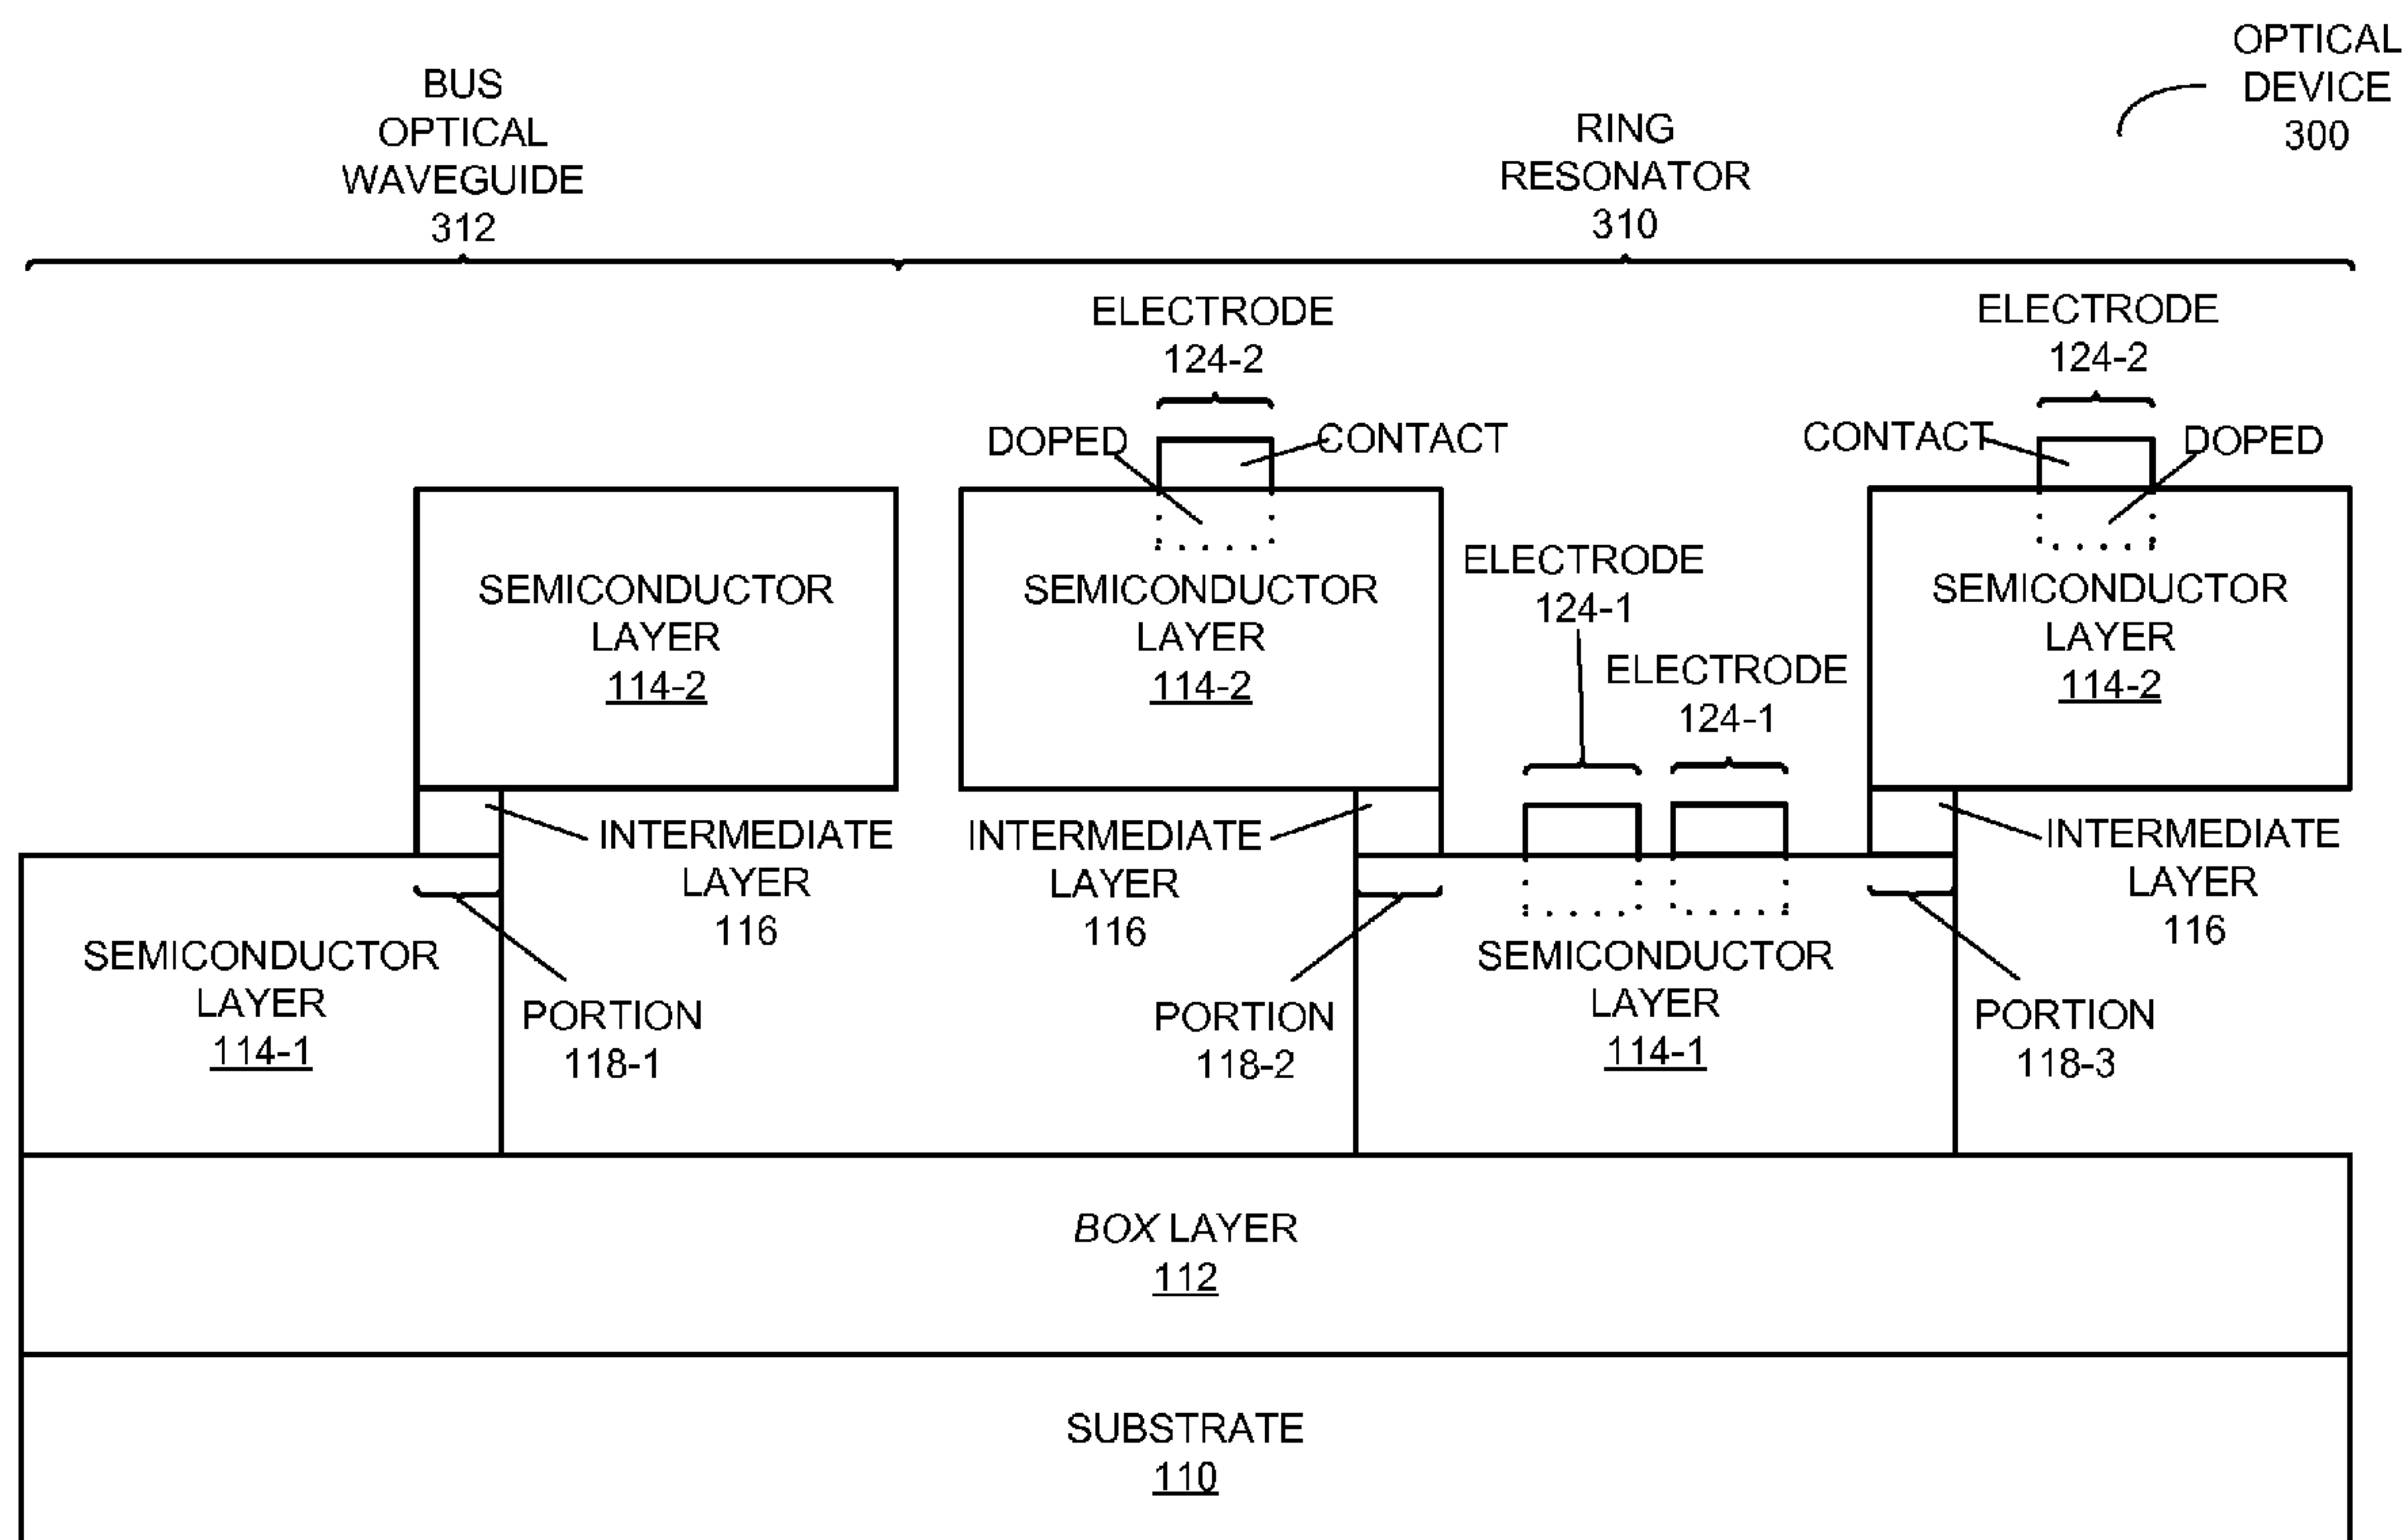 OPTICAL
DEVICE
300
BUS
OPTICAL
WAVEGUIDE
312
RING
RESONATOR
310
ELECTRODE
124-2
ELECTRODE
124-2
DOPED
CONTACT
CONTACT
DOPED
SEMICONDUCTOR
LAYER
114-2
SEMICONDUCTOR
LAYER
114-2
ELECTRODE
124-1
ELECTRODE
124-1
SEMICONDUCTOR
LAYER
114-2
INTERMEDIATE
LAYER
116
INTERMEDIATE
LAYER
116
INTERMEDIATE
LAYER
116
SEMICONDUCTOR
LAYER
114-1
PORTION
118-1
PORTION
118-2
SEMICONDUCTOR
LAYER
114-1
PORTION
118-3
BOX LAYER
112
SUBSTRATE
110